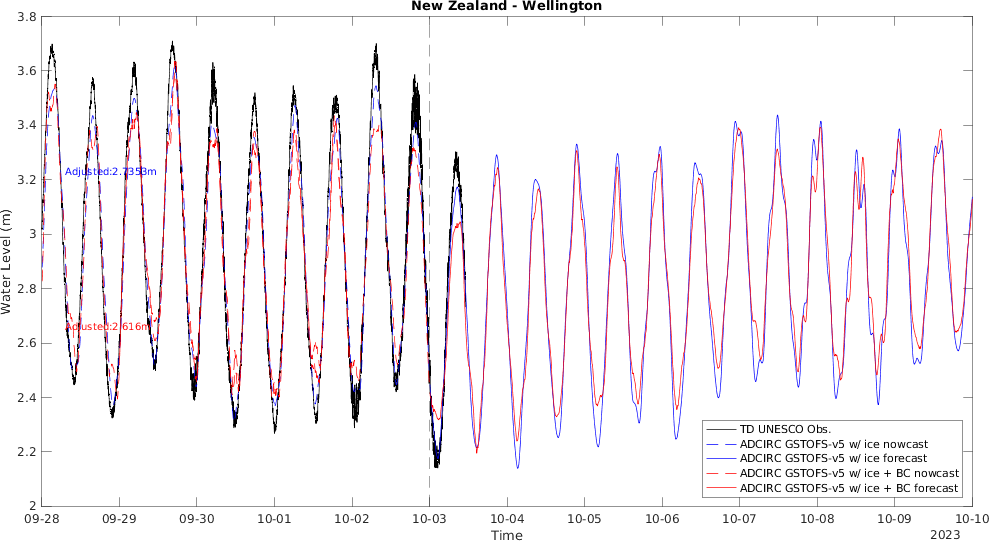 New Zealand - Wellington
3.8
3.6
3.4
3.2
3
2.8
2.6
2.4
2.2
2
Water Level (m)
Adjusted:2.7353m
Adjusted:2.616m
TD UNESCO Obs.
ADCIRC GSTOFS-v5 w/ ice nowcast
ADCIRC GSTOFS-v5 w/ ice forecast
ADCIRC GSTOFS-v5 w/ ice + BC nowcast
ADCIRC GSTOFS-v5 w/ ice + BC forecast
09-28 09-29 09-30 10-01 10-02 10-03 10-04 10-05 10-06 10-07 10-08 10-09 10-10
Time
2023